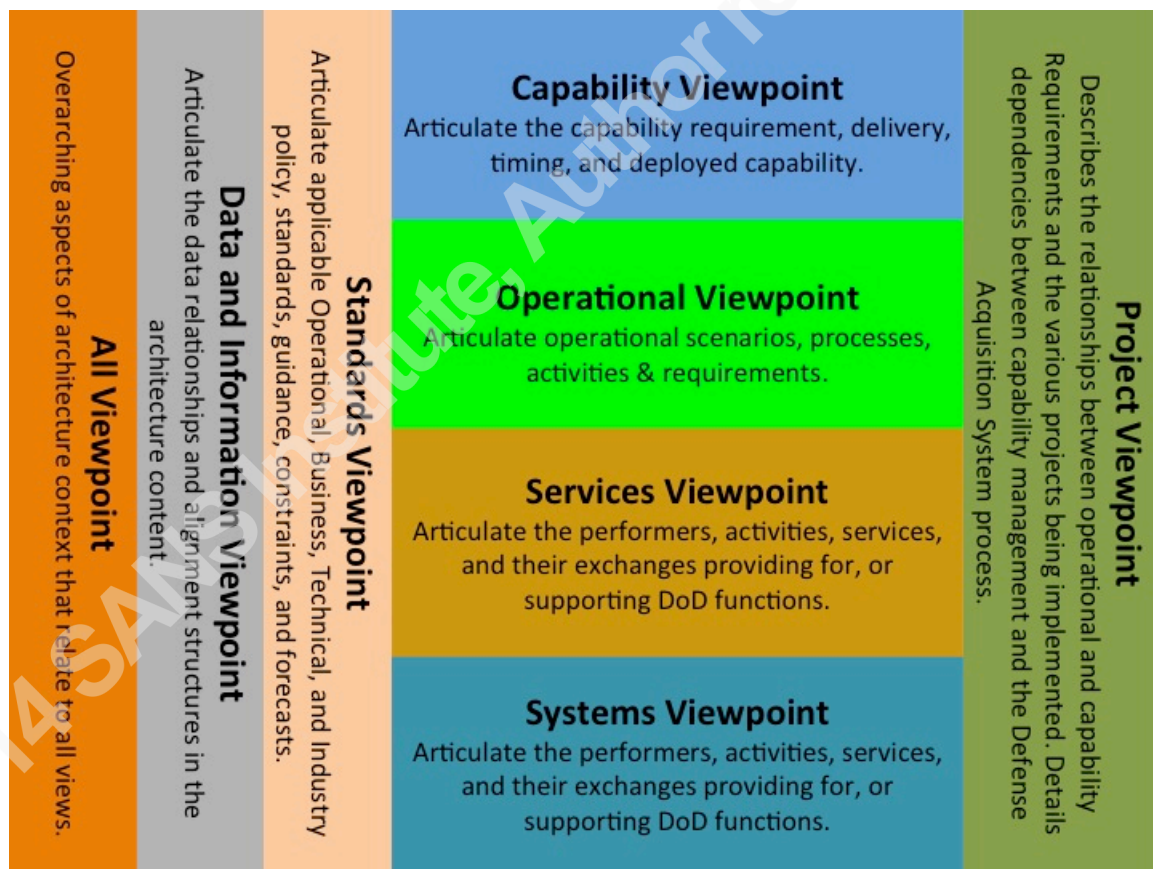 All Viewpoint
Overarching aspects of architecture context that relate to all views.
Data and Information Viewpoint
Articulate the data relationships and alignment structures in the
architecture content.
Standards Viewpoint
Articulate applicable Operational, Business, Technical, and Industry
policy, standards, guidance, constraints, and forecasts.
Capability Viewpoint
Articulate the capability requirement, delivery,
timing, and deployed capability.
Operational Viewpoint
Articulate operational scenarios, processes,
activities & requirements.
Services Viewpoint
Articulate the performers, activities, services,
and their exchanges providing for, or
supporting DoD functions.
Systems Viewpoint
Articulate the performers, activities, services,
and their exchanges providing for, or
supporting DoD functions.
Project Viewpoint
Describes the relationships between operational and capability
Requirements and the various projects being implemented. Details
dependencies between capability management and the Defense
Acquisition System process.
14 SANS Institute, Author